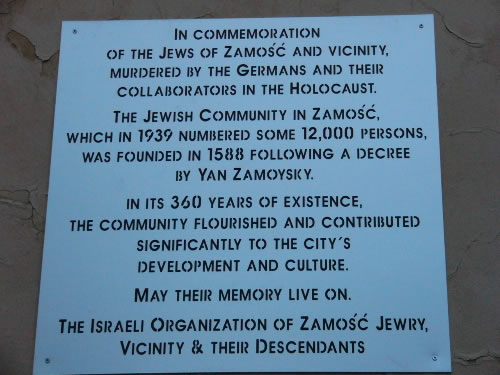 IN COMMEMORATION
OF THE JEWS OF ZAMOŚĆ AND VICINITY,
MURDERED BY THE GERMANS AND THEIR
COLLABORATORS IN THE HOLOCAUST.
THE JEWISH COMMUNITY IN ZAMOŚĆ,
WHICH IN 1939 NUMBERED SOME 12,000 PERSONS,
WAS FOUNDED IN 1588 FOLLOWING A DECREE
BY YAN ZAMOYSKY.
IN ITS 360 YEARS OF EXISTENCE,
THE COMMUNITY FLOURISHED AND CONTRIBUTED
SIGNIFICANTLY TO THE CITY´S
DEVELOPMENT AND CULTURE.
MAY THEIR MEMORY LIVE ON.
THE ISRAELI ORGANIZATION OF ZAMOŚĆ JEWRY,
VICINITY & THEIR DESCENDANTS